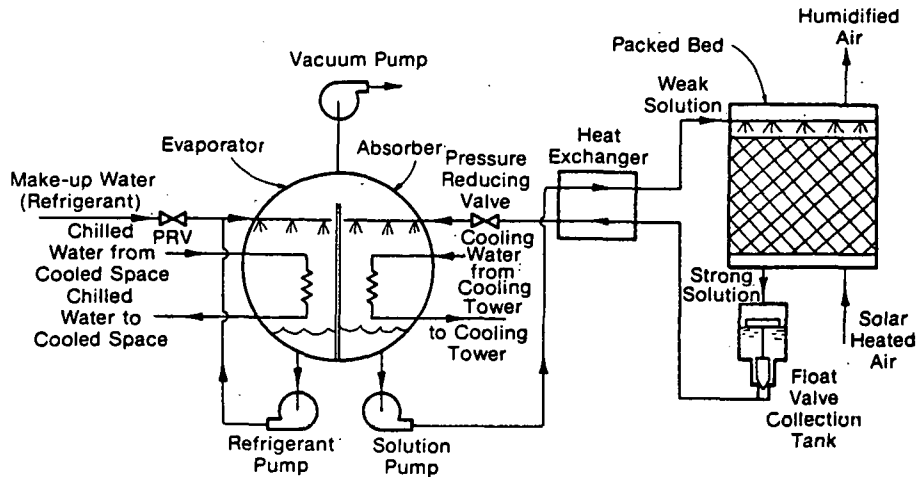 Humidified
Air
Packed Bed
Vacuum Pump
Weak
Solution
Heat
Exchanger
Evaporator
Absorber
Pressure
Reducing
Valve
Make-up Water
(Refrigerant)
PRV
Chilled
Water from
Cooled Space
Chilled
Water to
Cooled Space
Cooling
Water from
Cooling
Tower
to Cooling
Tower
Strong
Solution
Solar
Heated
Air
Float
Valve
Collection
Tank
Refrigerant
Pump
Solution
Pump